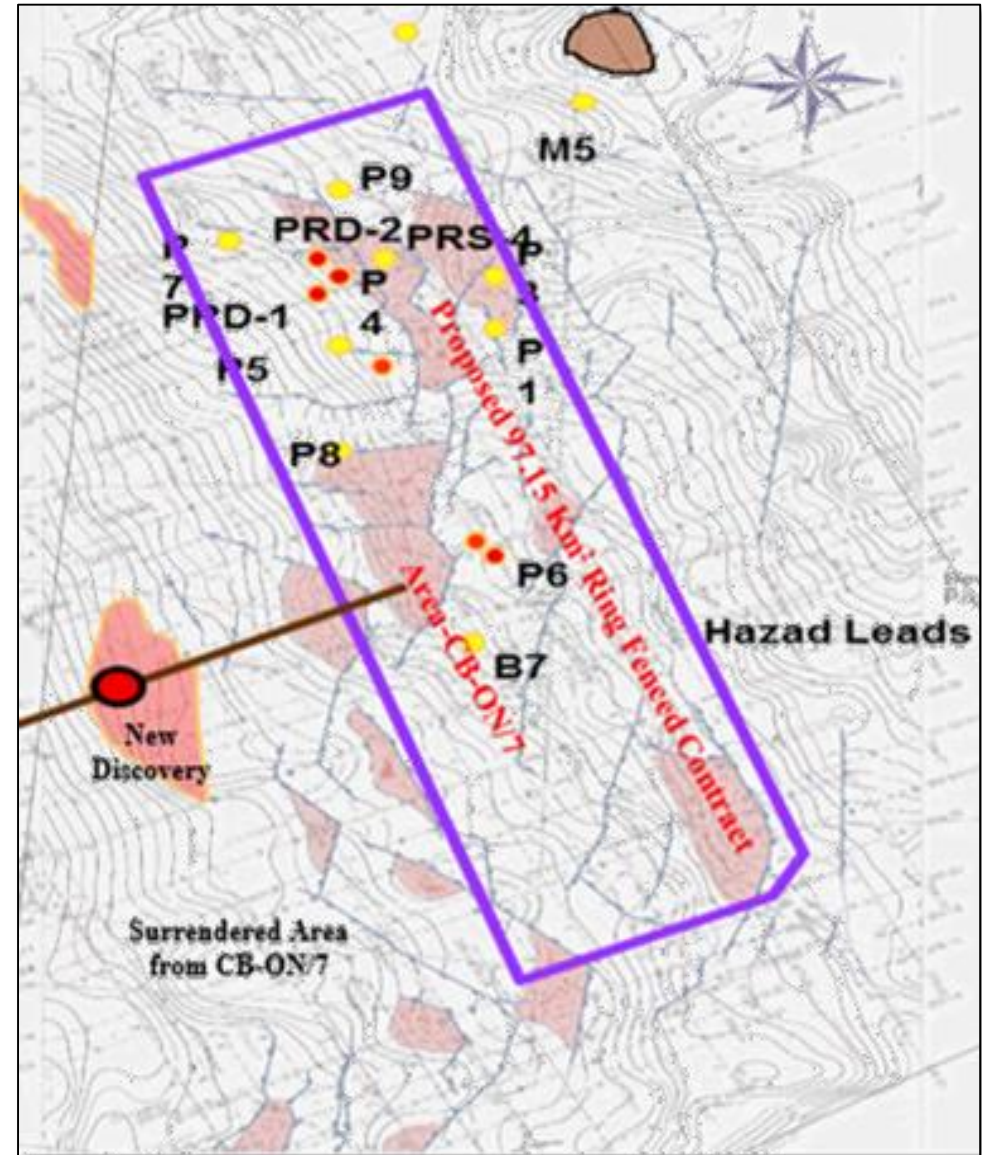 M5
P9
PRD-2
PRS-4
P
7
P
3
P
4
PRD-1
P
1
P5
P8
Proposed 97.15 Km² Ring Fenced Contract
Area-CB-ON/7
P6
Hazad Leads
B7
New
Discovery
Surrendered Area
from CB-ON/7